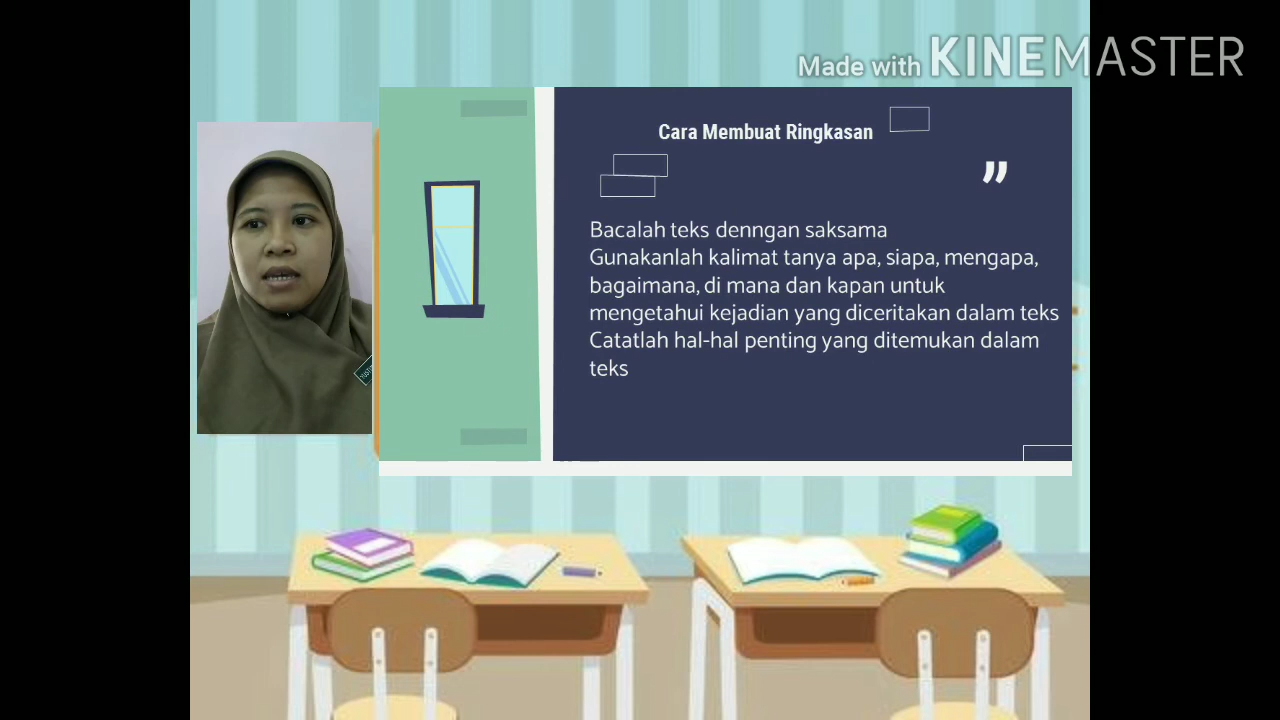 Made with KINEMASTER
Cara Membuat Ringkasan
”
Bacalah teks denngan saksama
Gunakanlah kalimat tanya apa, siapa, mengapa,
bagaimana, di mana dan kapan untuk
mengetahui kejadian yang diceritakan dalam teks
Catatlah hal-hal penting yang ditemukan dalam
teks